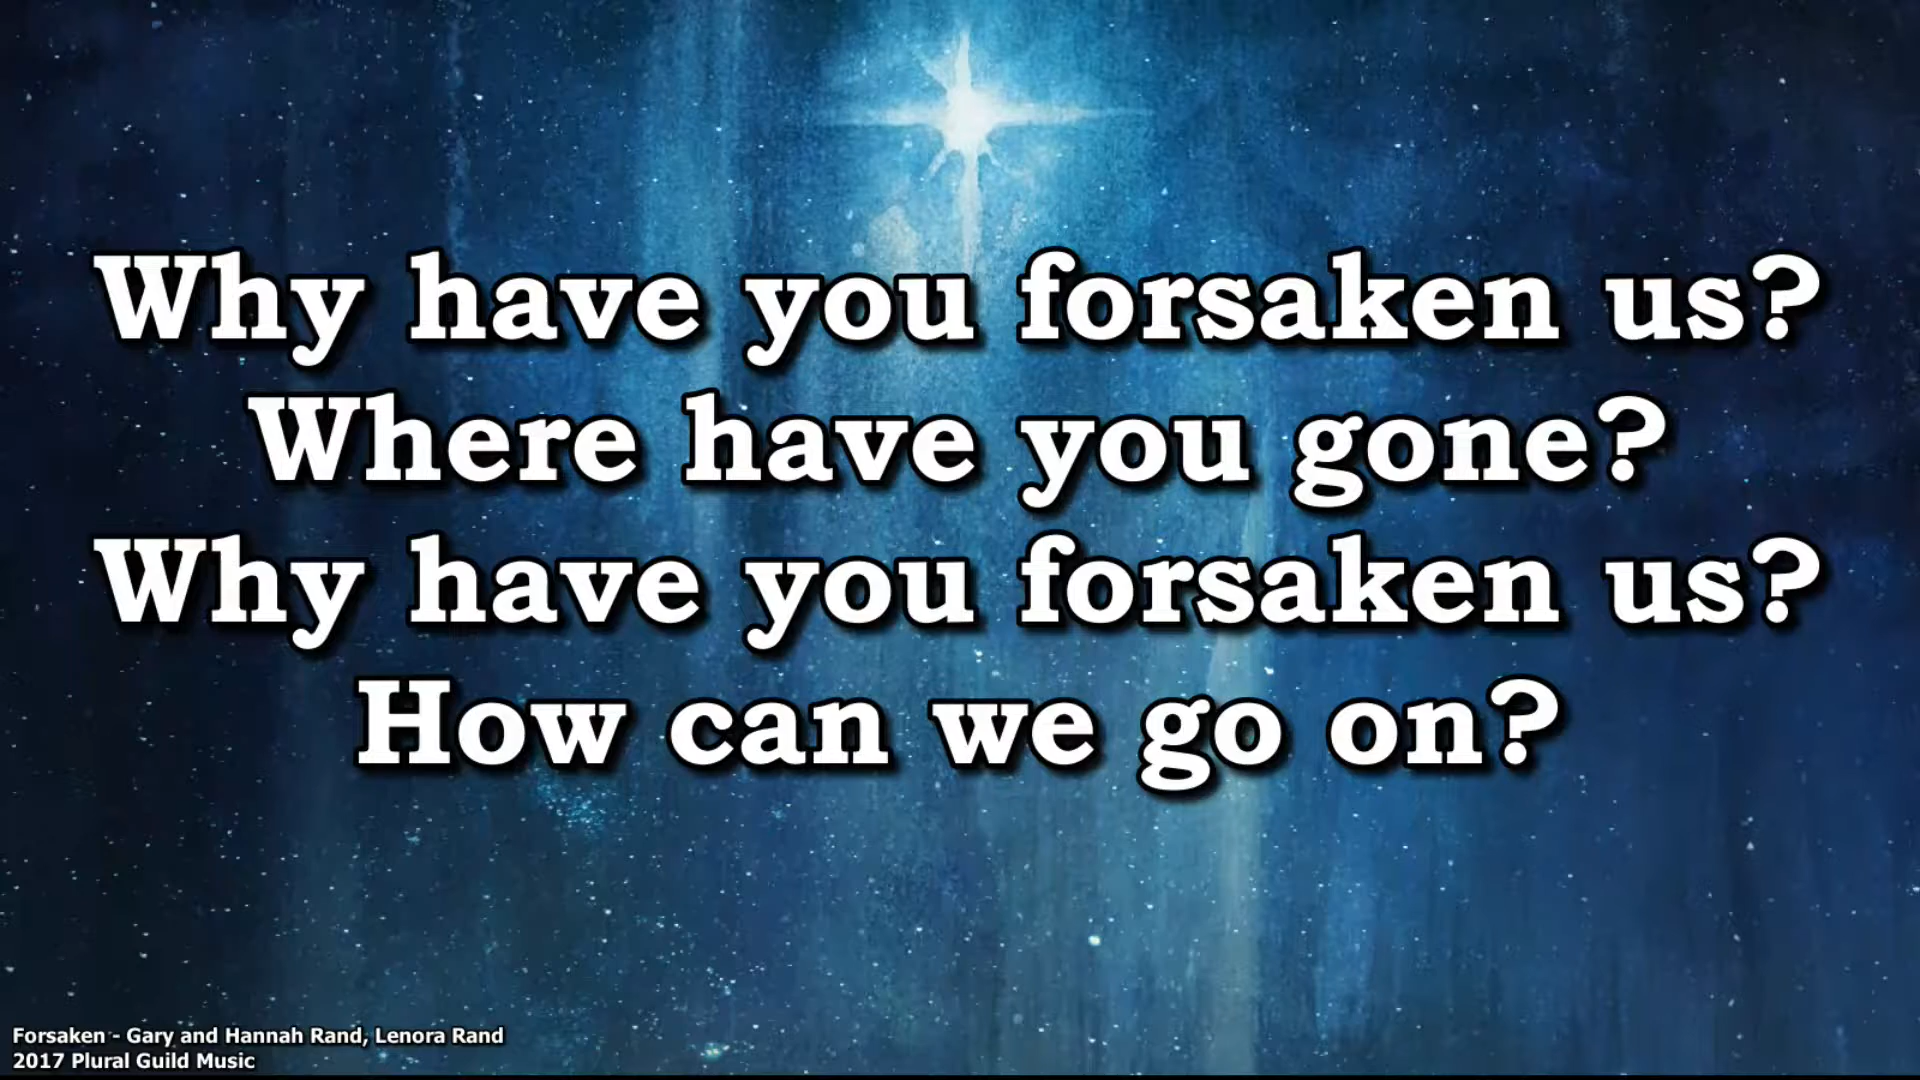 Why have you forsaken us?
Where have you gone?
Why have you forsaken us?
How can we go on?
Forsaken - Gary and Hannah Rand, Lenora Rand
2017 Plural Guild Music